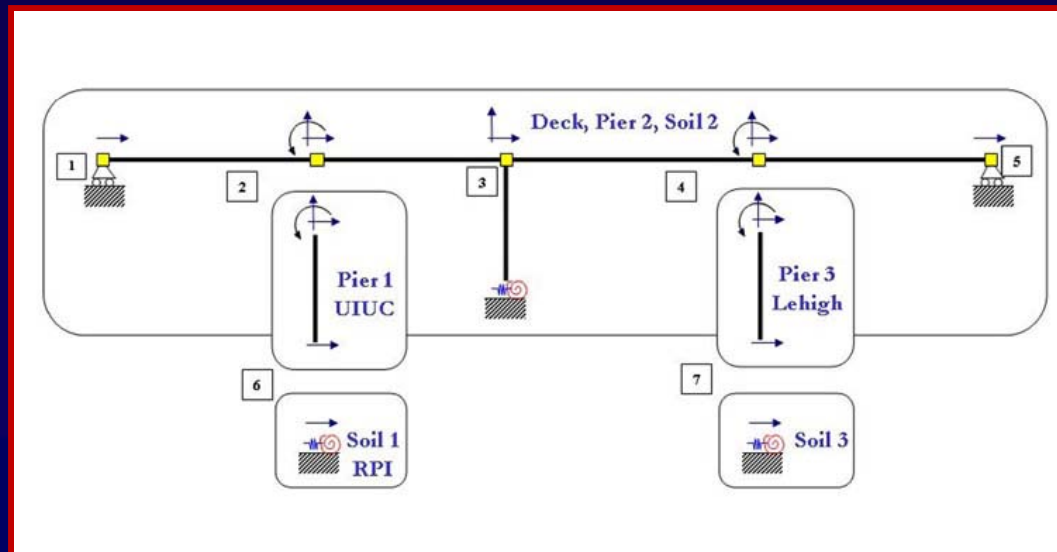 Deck, Pier 2, Soil 2
1
2
3
4
5
Pier 1
UIUC
Pier 3
Lehigh
6
7
Soil 1
RPI
Soil 3